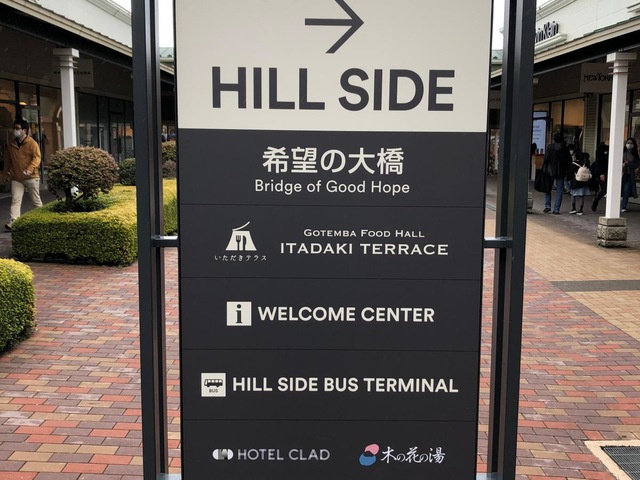 HILL SIDE
希望の大橋
Bridge of Good Hope
GOTEMBA FOOD HALL
ITADAKI TERRACE
いただきテラス
i WELCOME CENTER
BUS
HILL SIDE BUS TERMINAL
HOTEL CLAD
木の花の湯